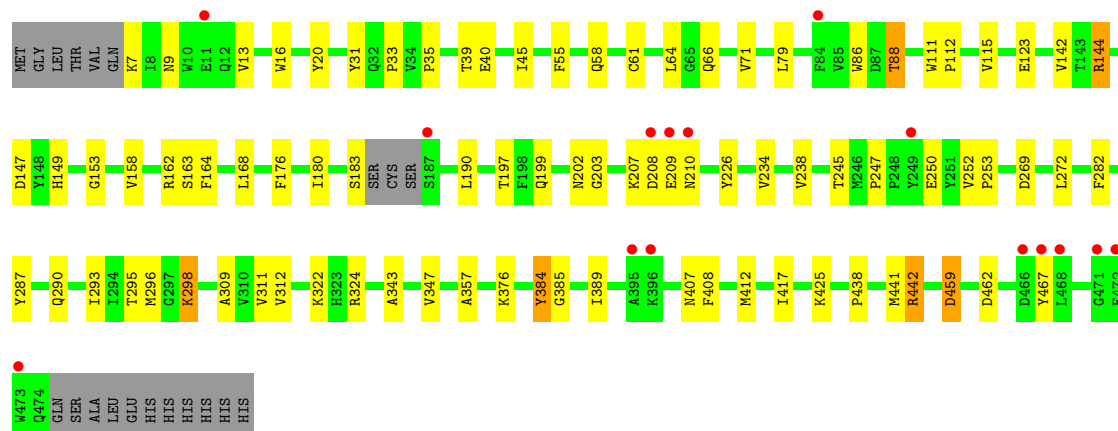 MET GLY LEU THR VAL GLN K7 I8 N9 W10 E11 Q12 V13 W16 Y20 Y31 Q32 P33 V34 P35 T39 E40 I45 F55 Q58 C61 L64 G65 Q66 V71 L79 F84 V85 W86 D87 T88 W111 P112 V115 E123 V142 T143 R144
D147 Y148 H149 G153 V158 R162 S163 F164 L168 F176 I180 S183 SER CYS SER S187 L190 T197 F198 Q199 N202 G203 K207 D208 E209 N210 Y226 V234 V238 T245 M246 P247 P248 Y249 E250 Y251 V252 P253 D269 L272 F282
Y287 Q290 I293 I294 T295 M296 G297 K298 A309 V310 V311 V312 K322 H323 R324 A343 V347 A357 K376 Y384 G385 I389 A395 K396 N407 F408 M412 I417 K425 P438 M441 R442 D459 D462 D466 Y467 L468 G471
W473 Q474 GLN SER ALA LEU GLU HIS HIS HIS HIS HIS HIS